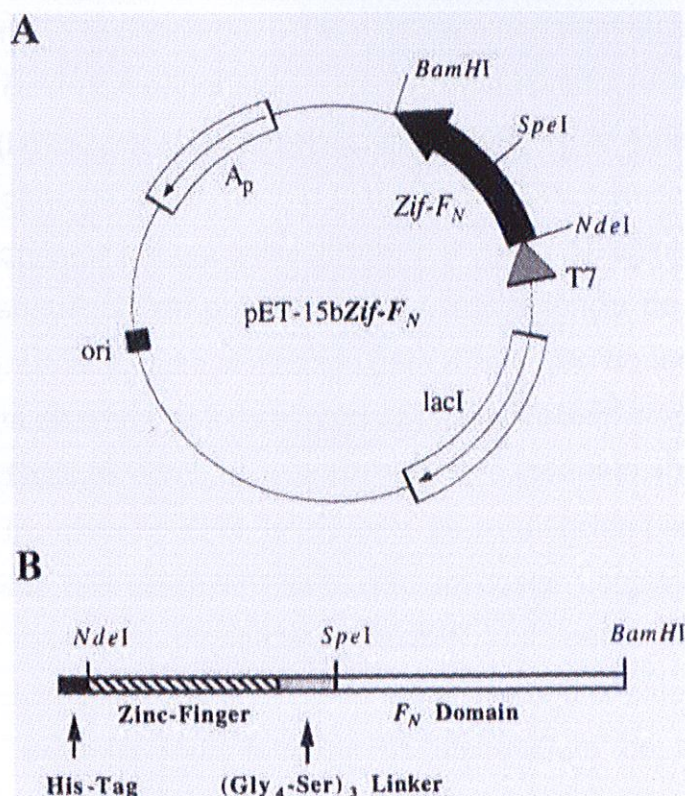 A
BamHI
SpeI
Ap
Zif-FN
NdeI
T7
pET-15bZif-FN
ori
lacI
B
NdeI SpeI BamHI
Zinc-Finger FN Domain
His-Tag (Gly4-Ser)3 Linker